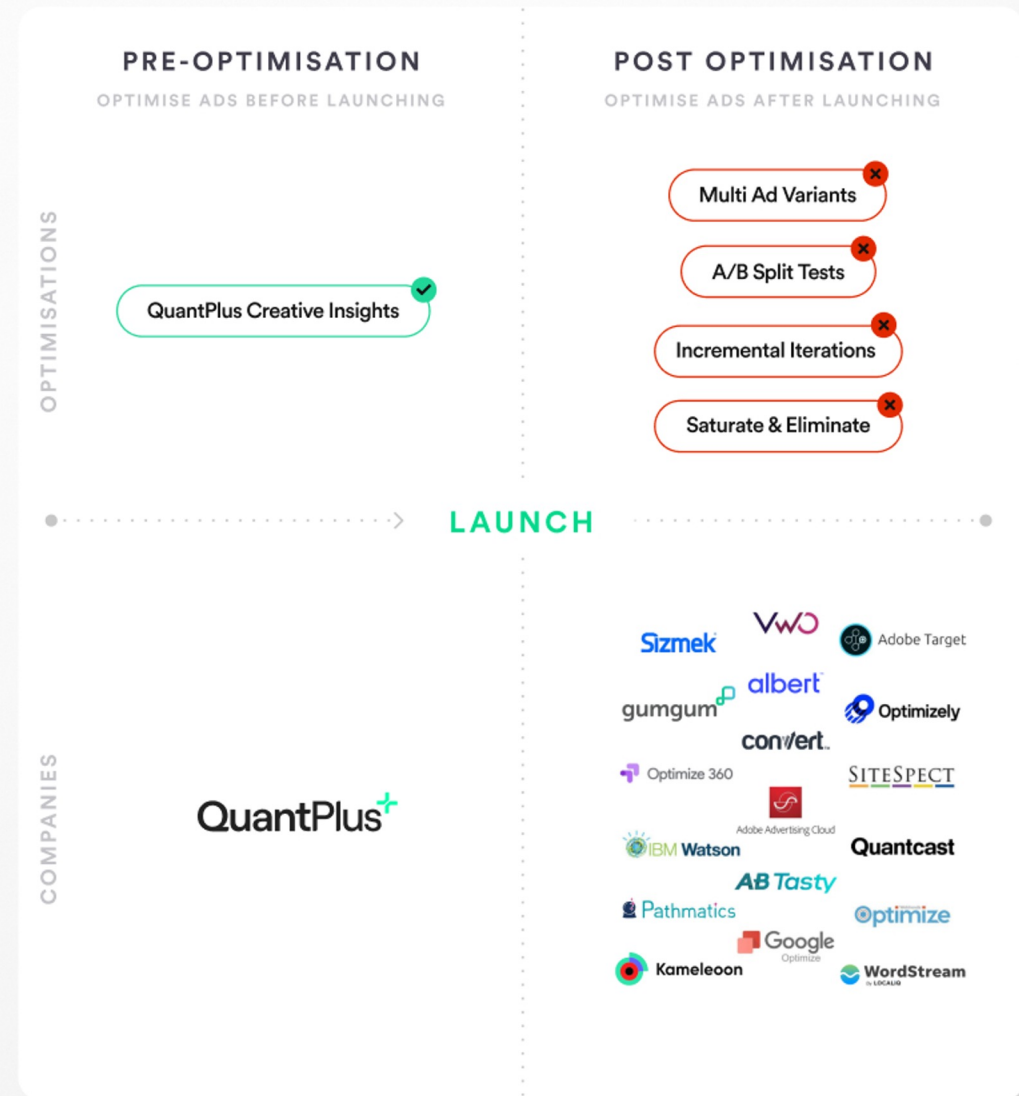 PRE-OPTIMISATION
OPTIMISE ADS BEFORE LAUNCHING
POST OPTIMISATION
OPTIMISE ADS AFTER LAUNCHING
OPTIMISATIONS
QuantPlus Creative Insights
Multi Ad Variants
A/B Split Tests
Incremental Iterations
Saturate & Eliminate
LAUNCH
COMPANIES
QuantPlus
VWO
Sizmek
Adobe Target
albert
gumgum
Optimizely
convert
Optimize 360
SITESPECT
Adobe Advertising Cloud
IBM Watson
Quantcast
AB Tasty
Pathmatics
Optimize
Google
Optimize
Kameleoon
WordStream
By LOCALiQ